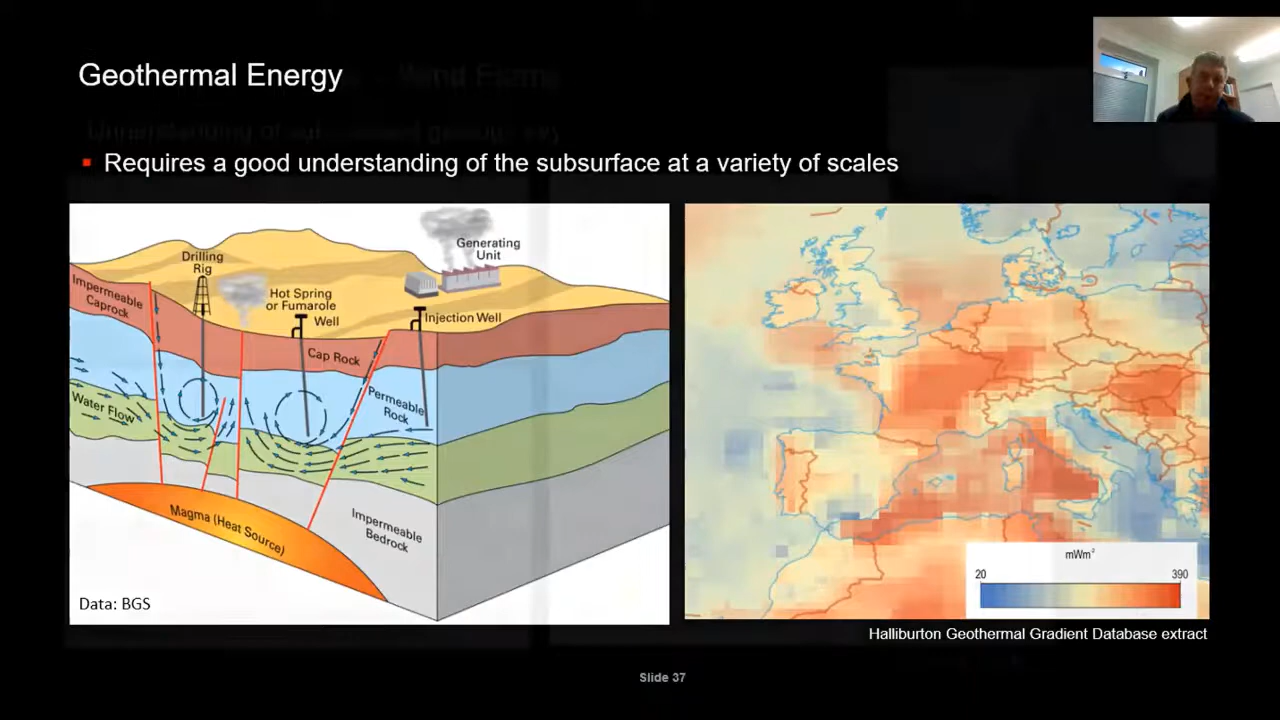 Geothermal Energy
Requires a good understanding of the subsurface at a variety of scales
Drilling
Rig
Generating
Unit
Impermeable
Caprock
Hot Spring
or Fumarole
Well
Injection Well
Cap Rock
Permeable
Rock
Water Flow
Magma (Heat Source)
Impermeable
Bedrock
Data: BGS
mWm²
20
390
Halliburton Geothermal Gradient Database extract
Slide 37